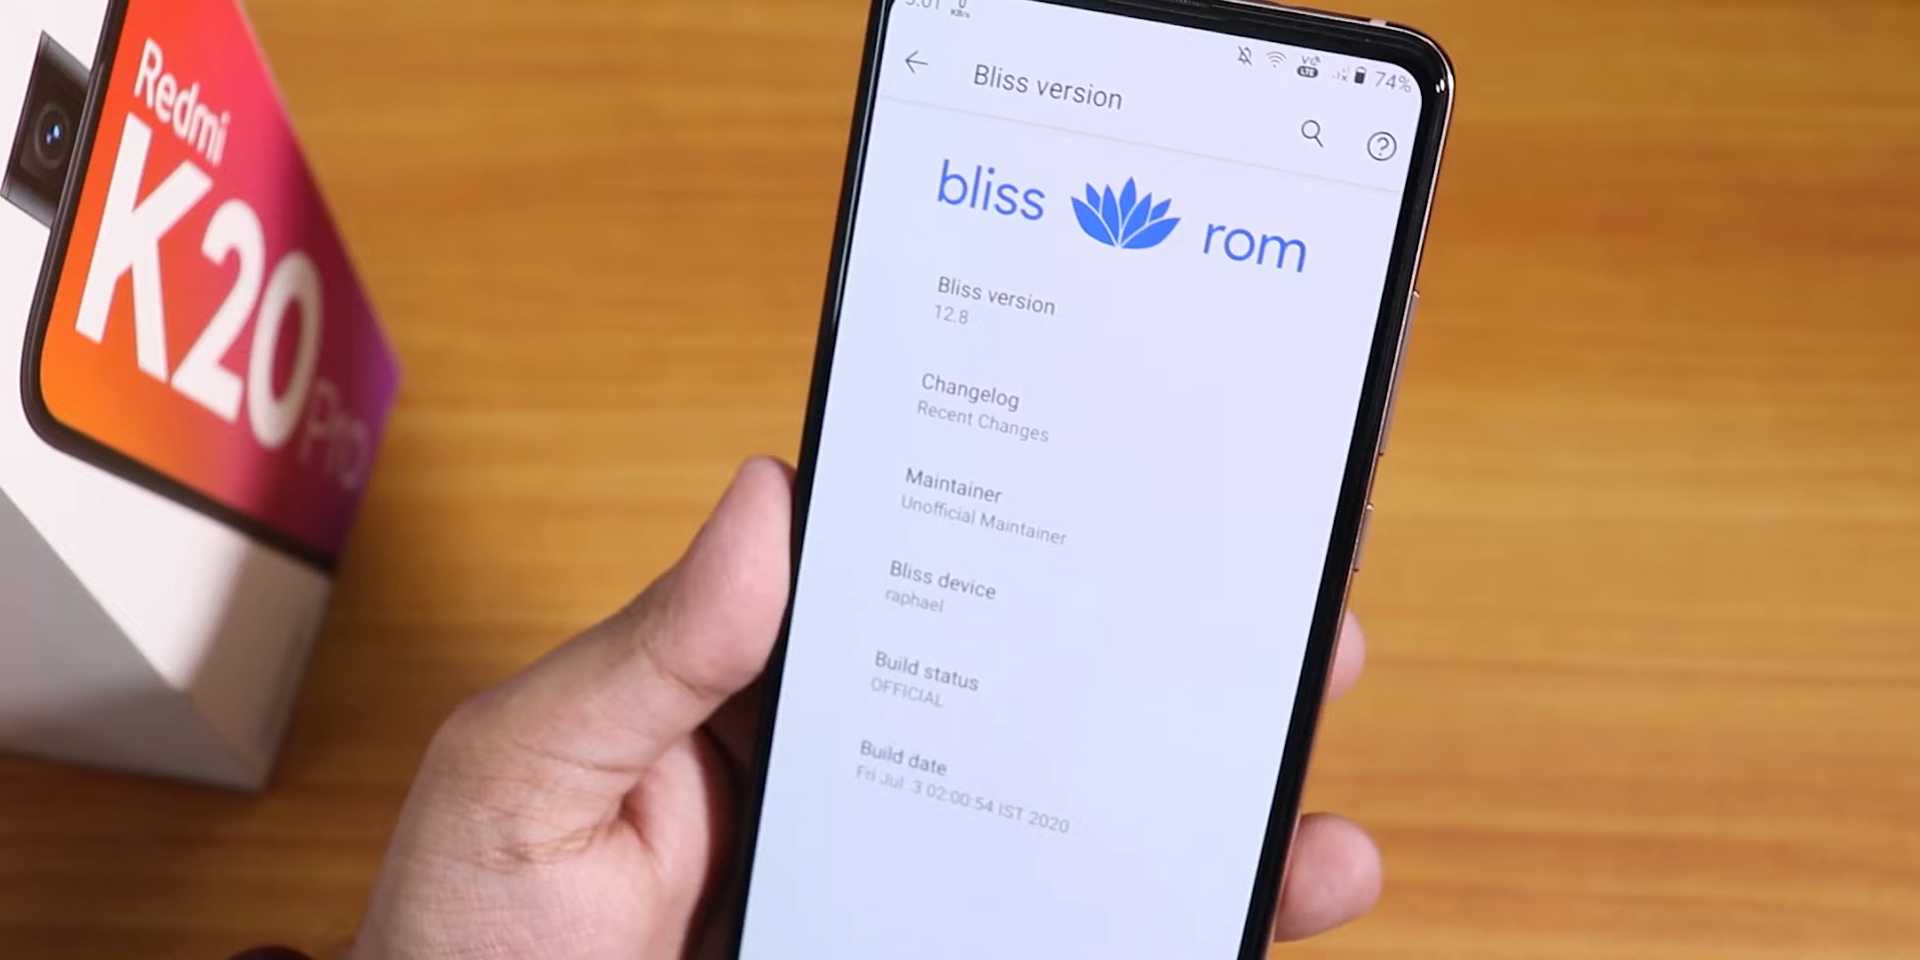 Redmi
K20 Pro
74%
Bliss version
bliss rom
Bliss version
12.8
Changelog
Recent Changes
Maintainer
Unofficial Maintainer
Bliss device
raphael
Build status
OFFICIAL
Build date
Fri Jul 3 02:00:54 IST 2020